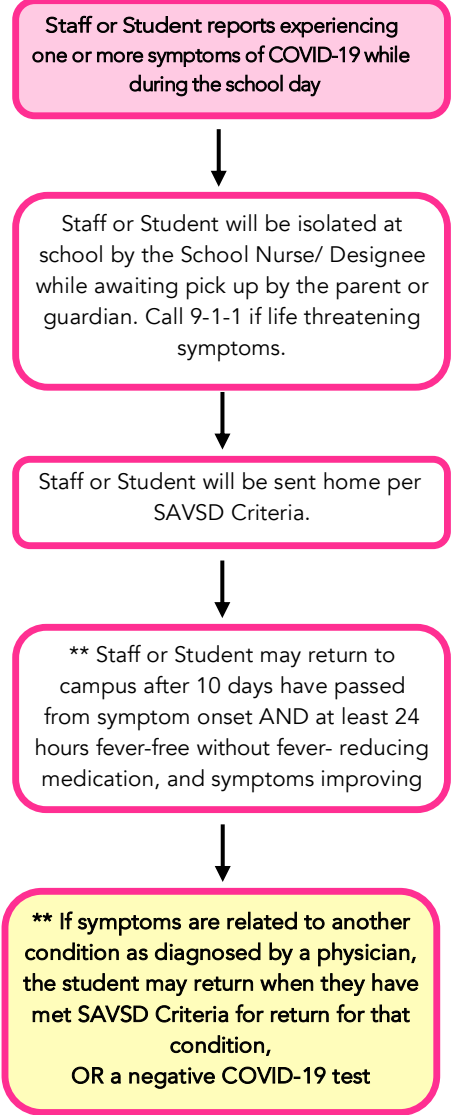 Staff or Student reports experiencing
one or more symptoms of COVID-19 while
during the school day
Staff or Student will be isolated at
school by the School Nurse/ Designee
while awaiting pick up by the parent or
guardian. Call 9-1-1 if life threatening
symptoms.
Staff or Student will be sent home per
SAVSD Criteria.
** Staff or Student may return to
campus after 10 days have passed
from symptom onset AND at least 24
hours fever-free without fever- reducing
medication, and symptoms improving
** If symptoms are related to another
condition as diagnosed by a physician,
the student may return when they have
met SAVSD Criteria for return for that
condition,
OR a negative COVID-19 test